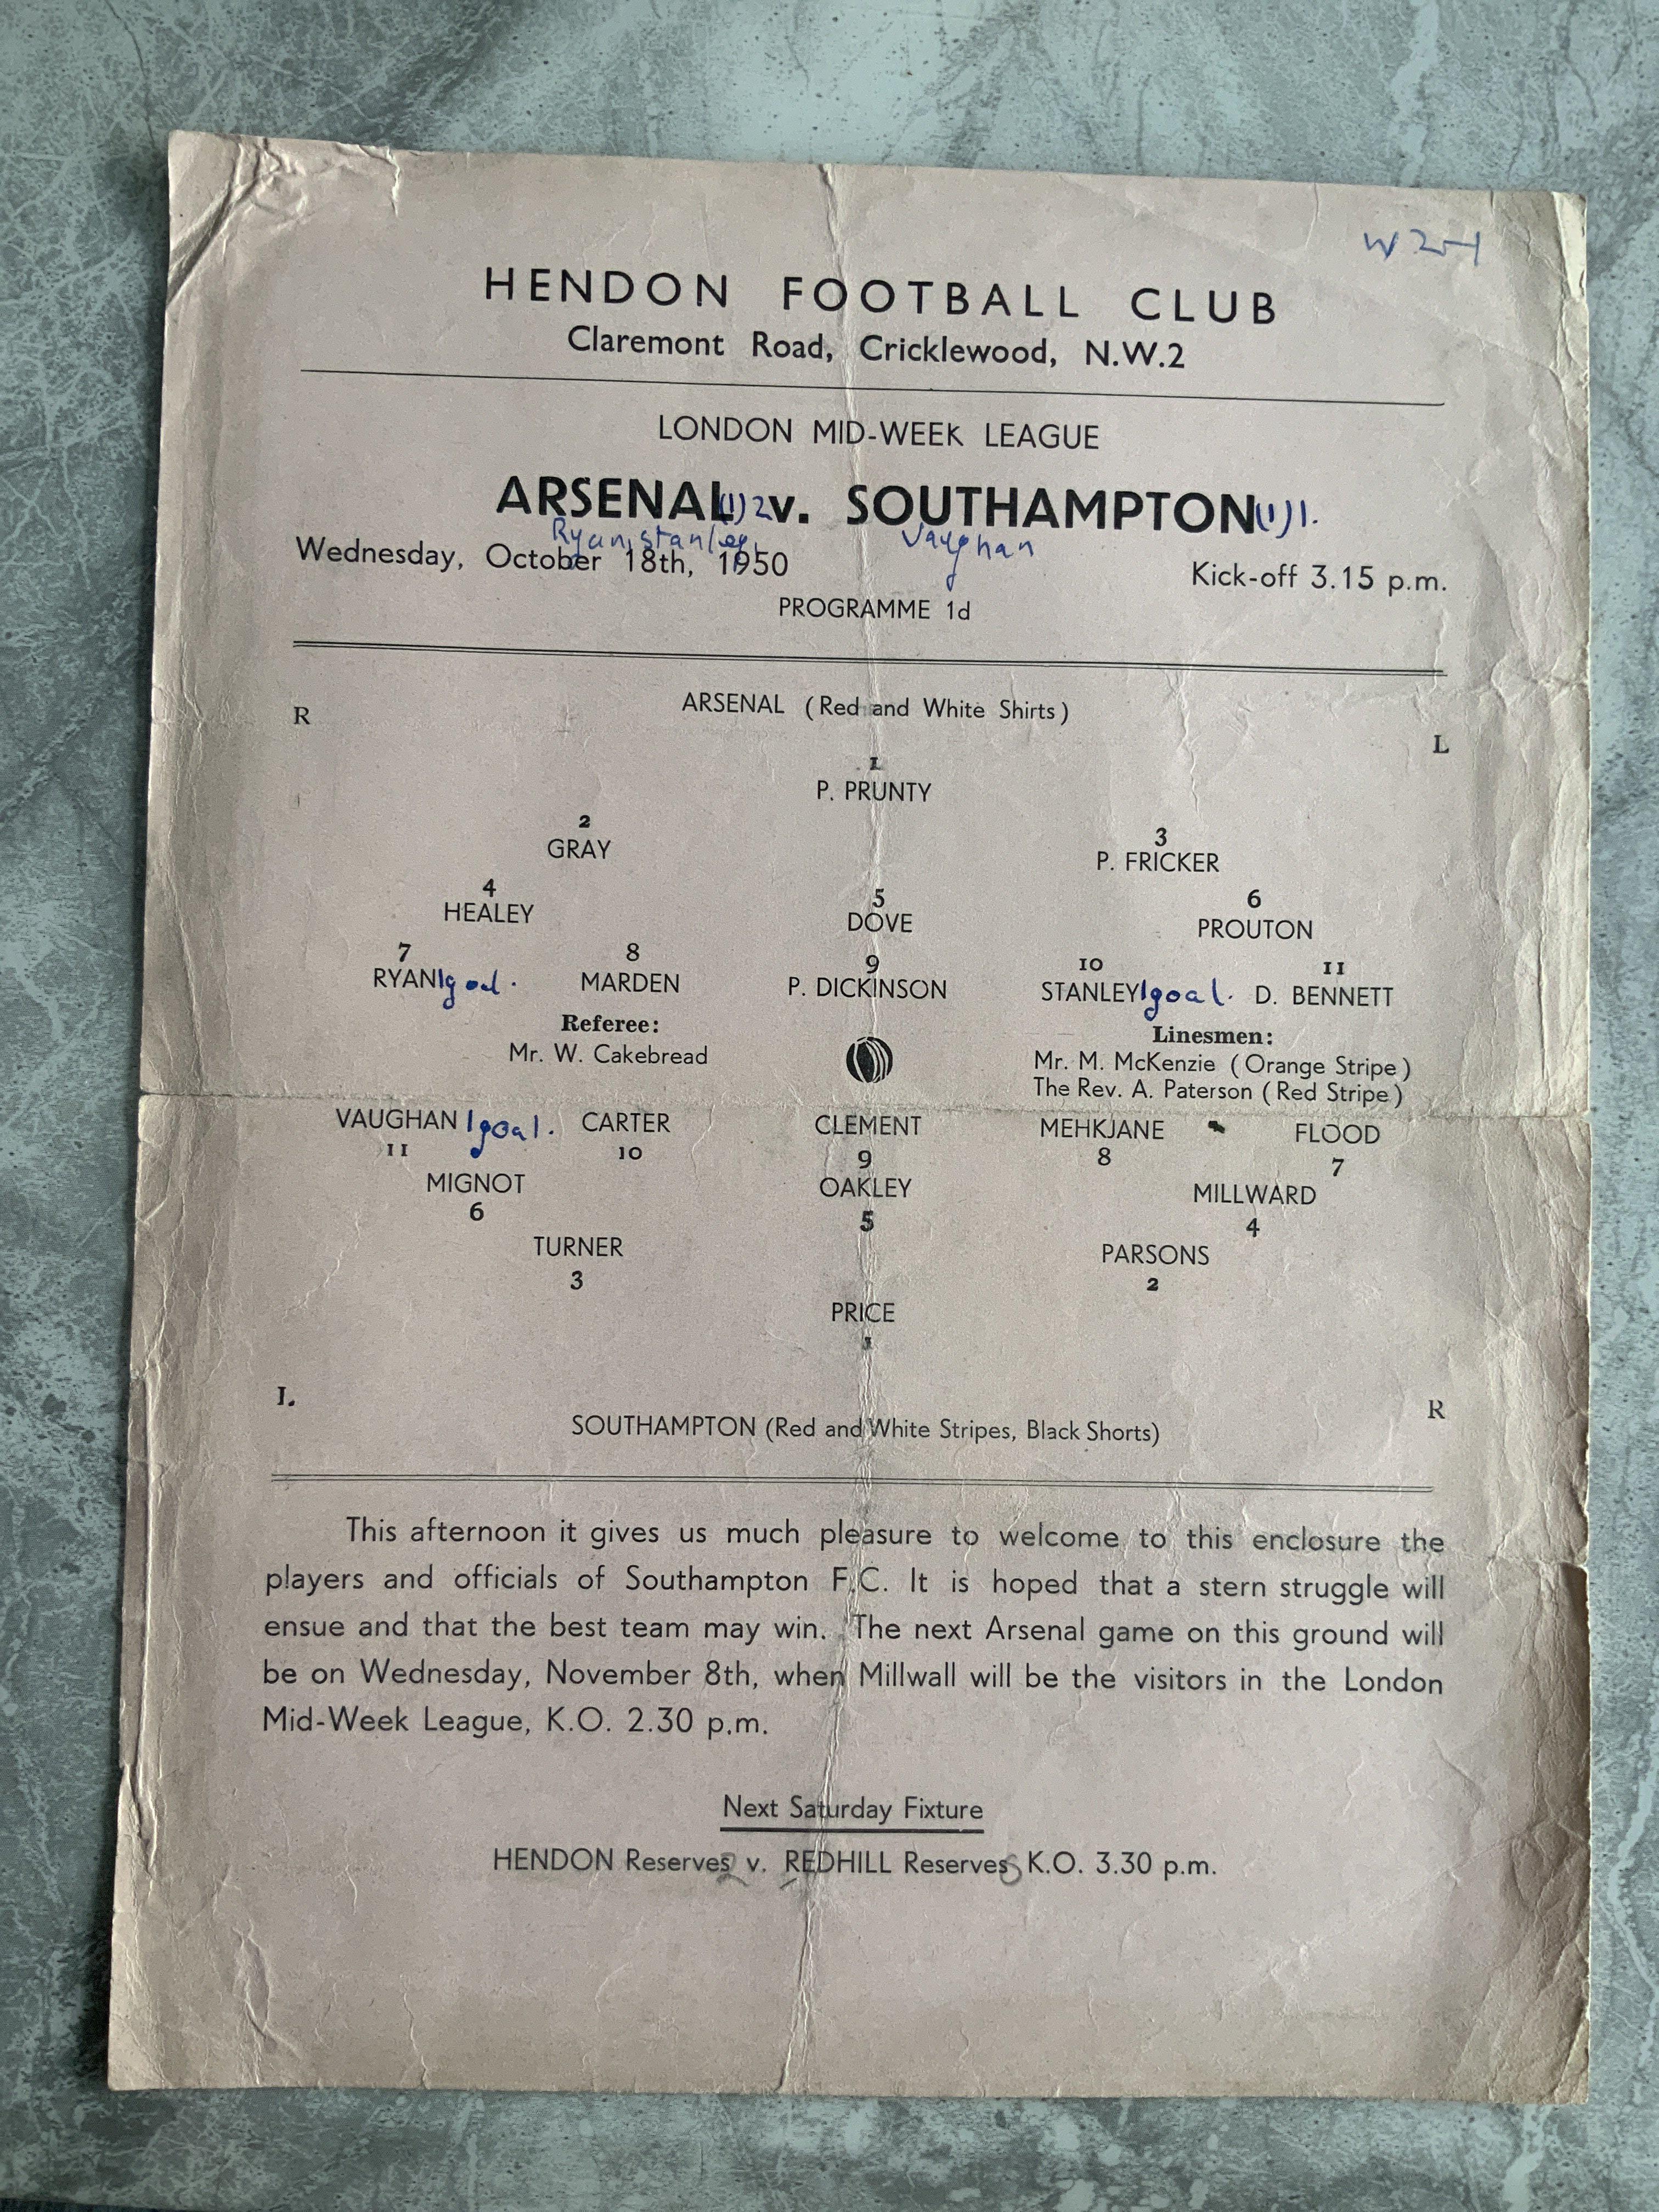 W 2-1
HENDON FOOTBALL CLUB
Claremont Road, Cricklewood, N.W.2
LONDON MID-WEEK LEAGUE
ARSENAL (1) 2 v. SOUTHAMPTON (1) 1.
Ryan, Stanley, Vaughan
Wednesday, October 18th, 1950 Kick-off 3.15 p.m.
PROGRAMME 1d
R ARSENAL (Red and White Shirts) L
1
P. PRUNTY
2 3
GRAY P. FRICKER
4 5 6
HEALEY DOVE PROUTON
7 8 9 10 11
RYAN 1 goal. MARDEN P. DICKINSON STANLEY 1 goal. D. BENNETT
Referee: Linesmen:
Mr. W. Cakebread Mr. M. McKenzie (Orange Stripe)
The Rev. A. Paterson (Red Stripe)
VAUGHAN 1 goal. CARTER CLEMENT MEHKJANE FLOOD
11 10 9 8 7
MIGNOT OAKLEY MILLWARD
6 5 4
TURNER PARSONS
3 2
PRICE
1
L R
SOUTHAMPTON (Red and White Stripes, Black Shorts)
This afternoon it gives us much pleasure to welcome to this enclosure the
players and officials of Southampton F.C. It is hoped that a stern struggle will
ensue and that the best team may win. The next Arsenal game on this ground will
be on Wednesday, November 8th, when Millwall will be the visitors in the London
Mid-Week League, K.O. 2.30 p.m.
Next Saturday Fixture
HENDON Reserves 2 v. REDHILL Reserves K.O. 3.30 p.m.